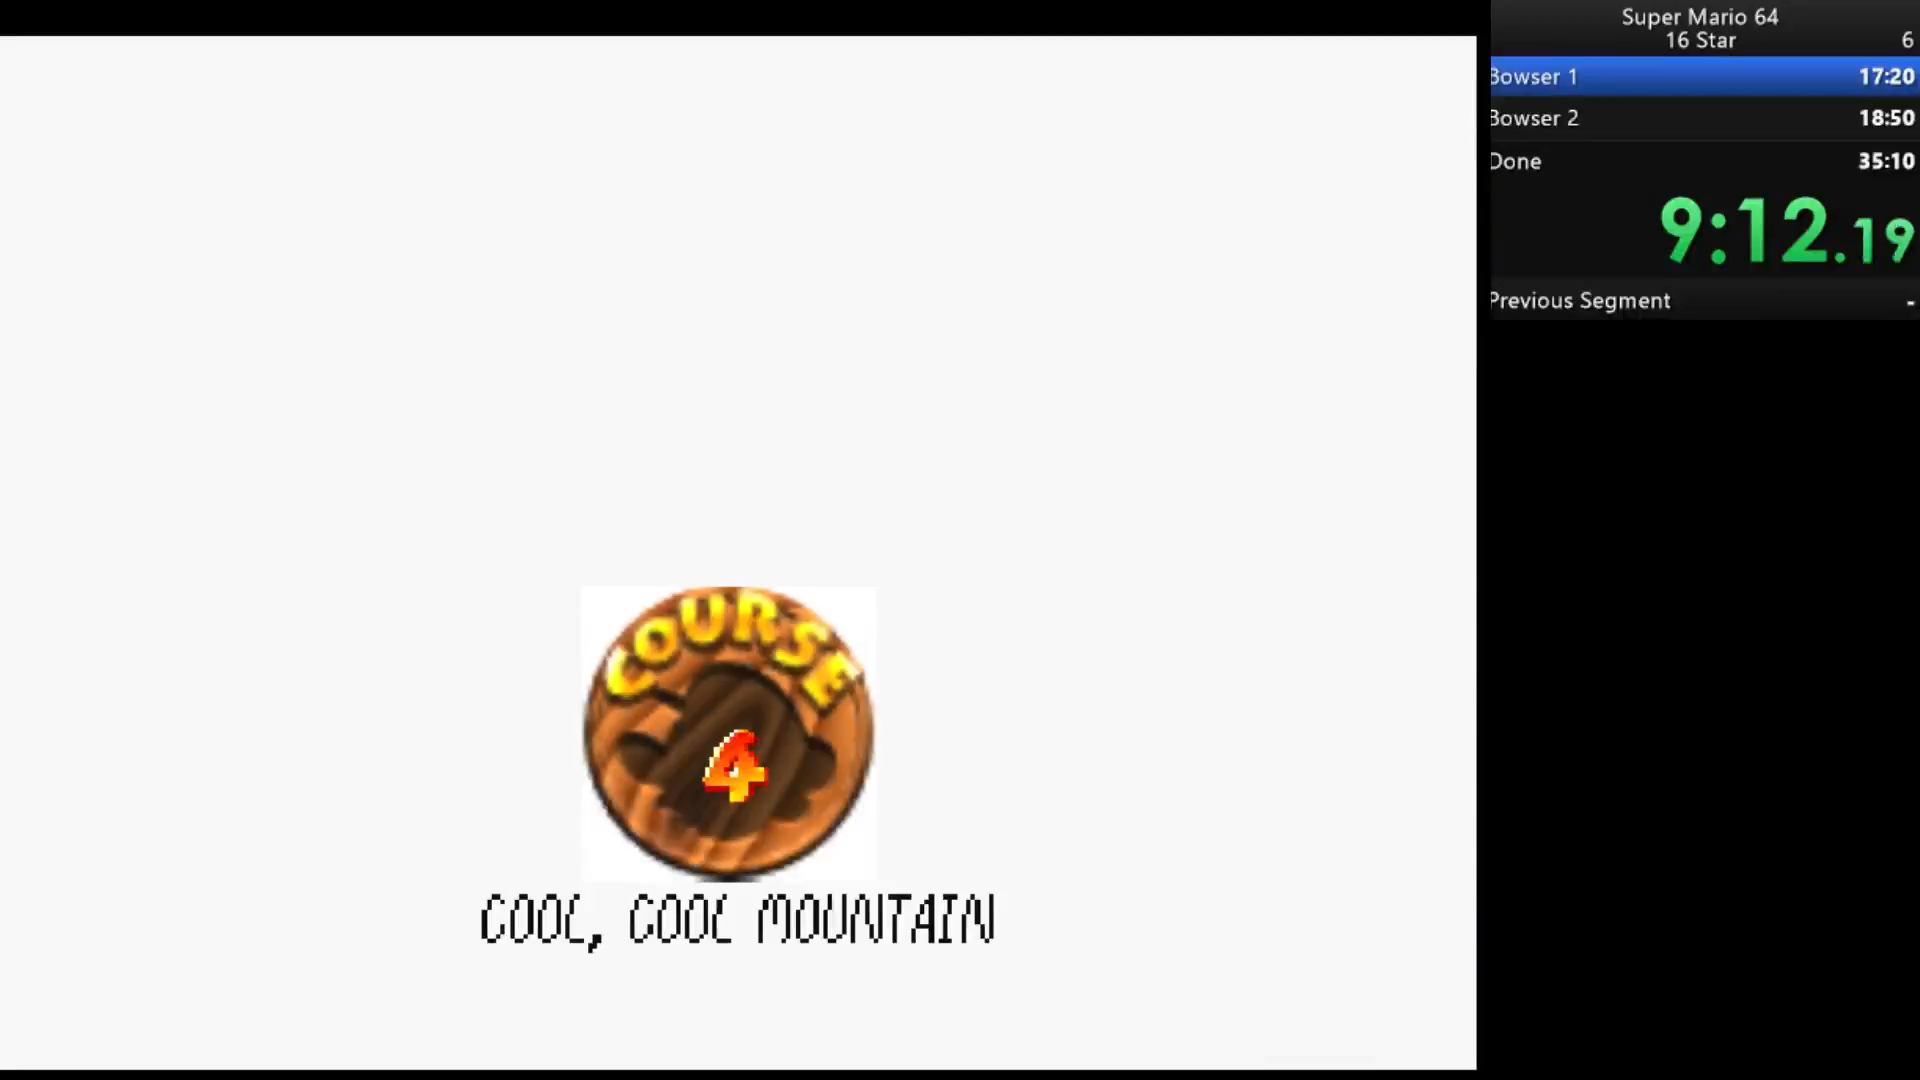 Super Mario 64
16 Star 6
Bowser 1 17:20
Bowser 2 18:50
Done 35:10
9:12.19
Previous Segment -
COURSE
4
COOL, COOL MOUNTAIN